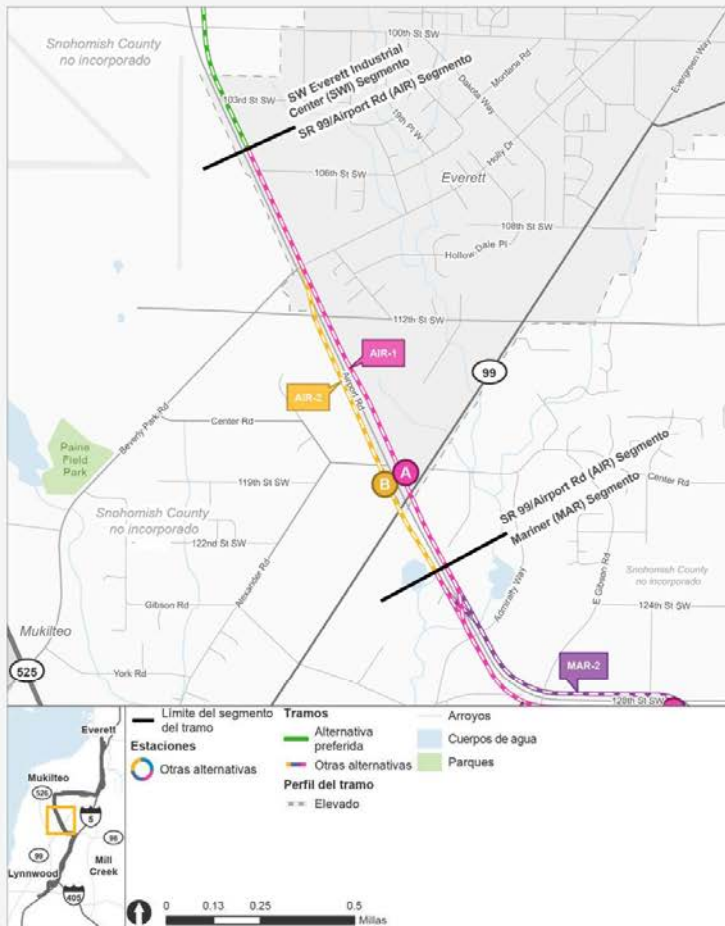 100th St SW
Snohomish County
no incorporado
Evergreen Way
Montana Rd
Dakota Way
SW Everett Industrial
Center (SWI) Segmento
SR 99/Airport Rd (AIR) Segmento
103rd St SW
19th Pl W
Holly Dr
106th St SW
Everett
108th St SW
Hollow Dale Pl
112th St SW
AIR-1
99
AIR-2
Airport Rd
Beverly Park Rd
Center Rd
Paine
Field
Park
A
B
SR 99/Airport Rd (AIR) Segmento
Mariner (MAR) Segmento
Center Rd
119th St SW
Snohomish County
no incorporado
122nd St SW
Alexander Rd
Admiralty Way
E Gibson Rd
Snohomish County
no incorporado
Gibson Rd
124th St SW
Mukilteo
525
York Rd
MAR-2
128th St SW
Everett
Mukilteo
526
5
99
96
Lynnwood
Mill
Creek
405
Límite del segmento
del tramo
Estaciones
Otras alternativas
Tramos
Alternativa
preferida
Otras alternativas
Perfil del tramo
Elevado
Arroyos
Cuerpos de agua
Parques
0 0,13 0,25 0.5
Millas